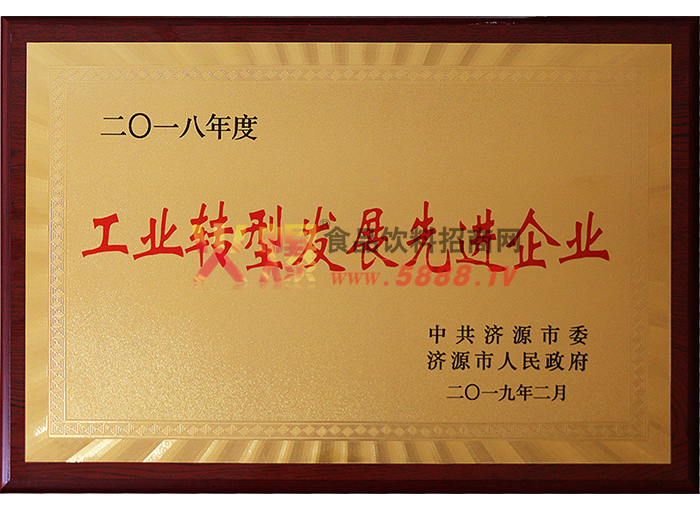 二〇一八年度
工业转型发展先进企业
火爆食品饮料招商网
www.5888.TV
中共济源市委
济源市人民政府
二〇一九年二月